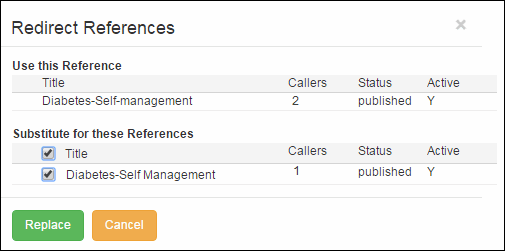 Redirect References ×
Use this Reference
Title Callers Status Active
Diabetes-Self-management 2 published Y
Substitute for these References
Title Callers Status Active
Diabetes-Self Management 1 published Y
Replace Cancel